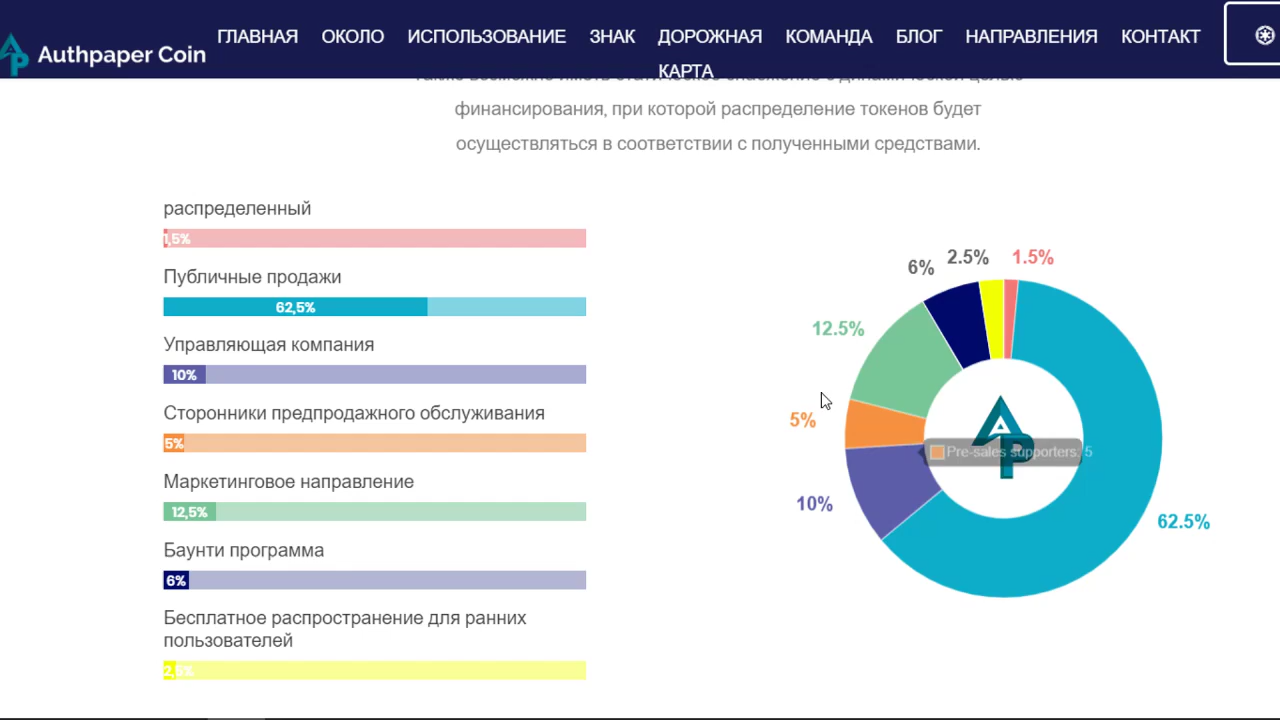 Authpaper Coin
ГЛАВНАЯ ОКОЛО ИСПОЛЬЗОВАНИЕ ЗНАК ДОРОЖНАЯ КАРТА КОМАНДА БЛОГ НАПРАВЛЕНИЯ КОНТАКТ
финансирования, при которой распределение токенов будет
осуществляться в соответствии с полученными средствами.
распределенный
1,5%
Публичные продажи
62,5%
Управляющая компания
10%
Сторонники предпродажного обслуживания
5%
Маркетинговое направление
12,5%
Баунти программа
6%
Бесплатное распространение для ранних
пользователей
2,5%
6% 2.5% 1.5%
12.5%
5%
Pre-sales supporters: 5
10%
62.5%